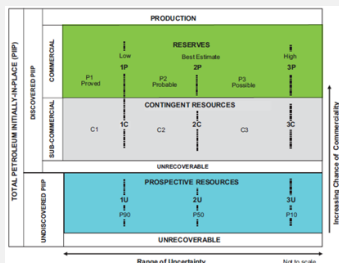 PRODUCTION
RESERVES
Low
Best Estimate
High
1P
2P
3P
P1
Proved
P2
Probable
P3
Possible
CONTINGENT RESOURCES
1C
2C
3C
C1
C2
C3
UNRECOVERABLE
PROSPECTIVE RESOURCES
1U
2U
3U
P90
P50
P10
UNRECOVERABLE
Range of Uncertainty
Not to scale
TOTAL PETROLEUM INITIALLY-IN-PLACE (PIIP)
DISCOVERED PIIP
UNDISCOVERED PIIP
COMMERCIAL
SUB-COMMERCIAL
Increasing Chance of Commerciality